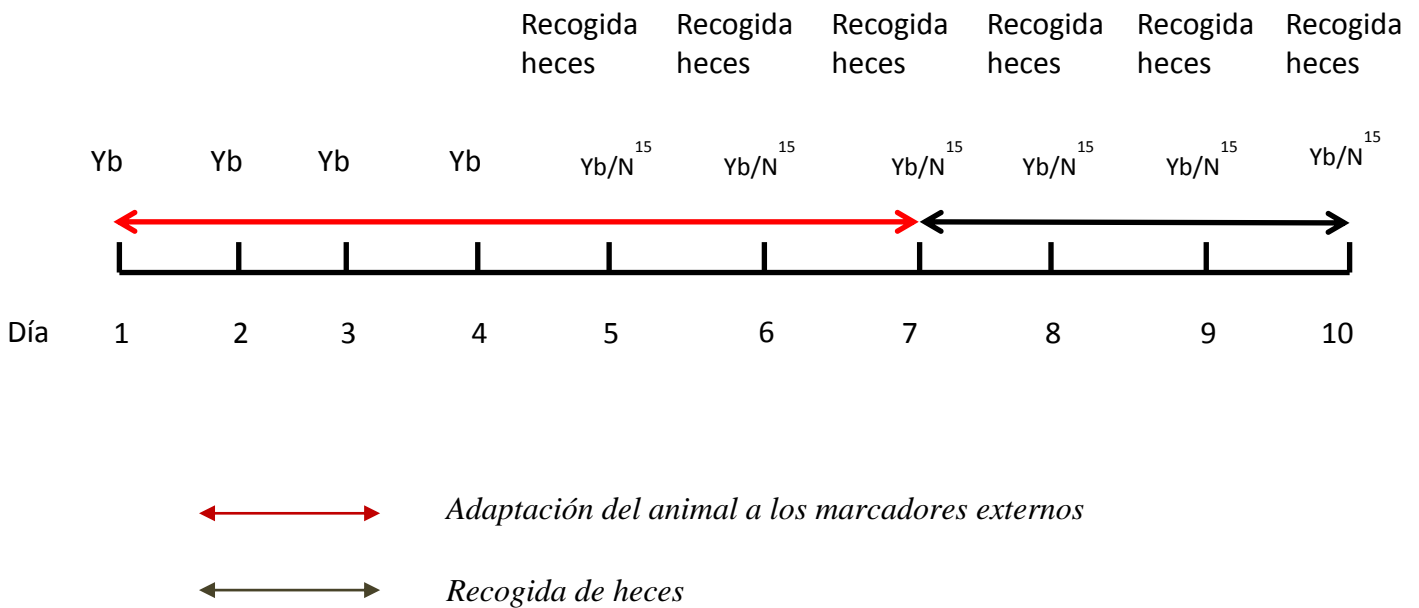 Recogida Recogida Recogida Recogida Recogida Recogida
heces heces heces heces heces heces
Yb Yb Yb Yb Yb/N15 Yb/N15 Yb/N15 Yb/N15 Yb/N15 Yb/N15
Día 1 2 3 4 5 6 7 8 9 10
Adaptación del animal a los marcadores externos
Recogida de heces